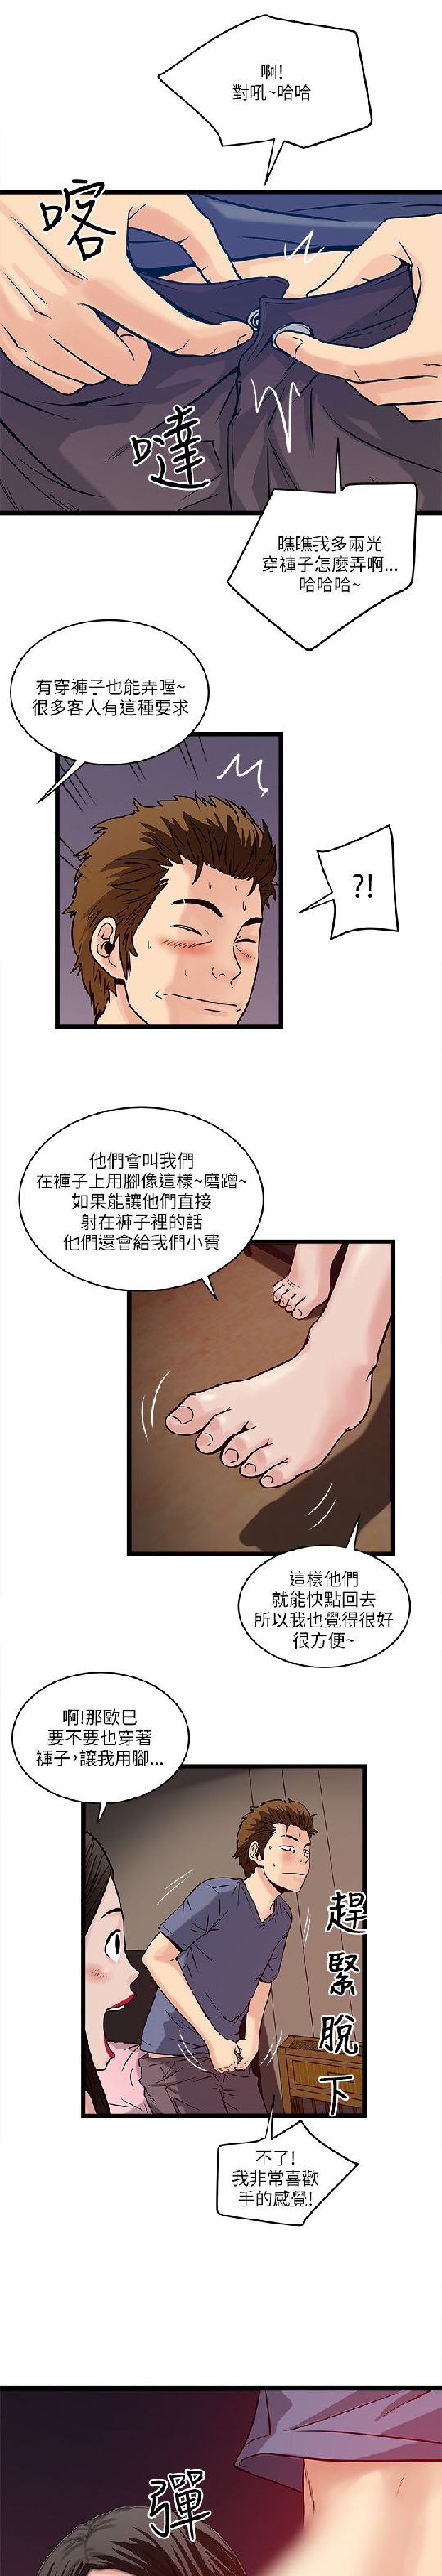 啊!
對吼~哈哈
喀
噠
瞧瞧我多兩光
穿褲子怎麼弄啊...
哈哈哈~
有穿褲子也能弄喔~
很多客人有這種要求
?!
他們會叫我們
在褲子上用腳像這樣~磨蹭~
如果能讓他們直接
射在褲子裡的話
他們還會給我們小費
這樣他們
就能快點回去
所以我也覺得很好
很方便~
啊!那歐巴
要不要也穿著
褲子,讓我用腳...
趕緊脫下
不了!
我非常喜歡
手的感覺!
彈